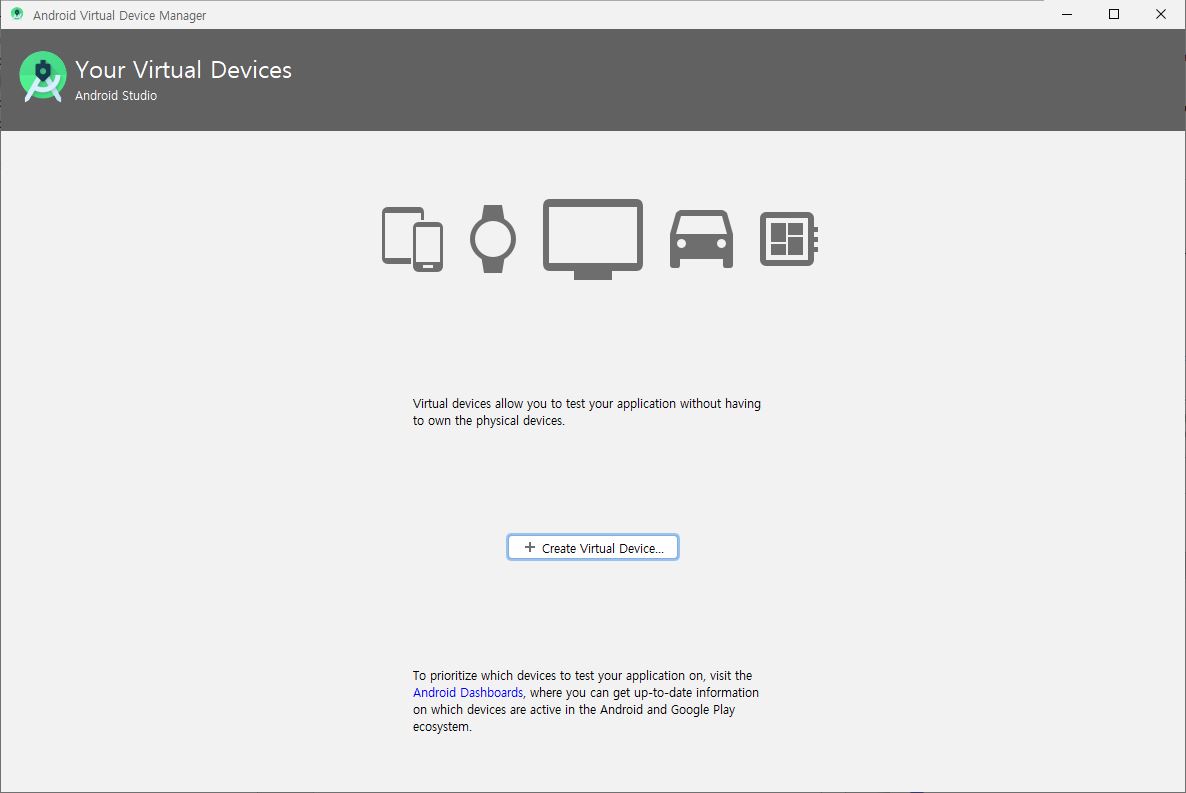 Android Virtual Device Manager
Your Virtual Devices
Android Studio
Virtual devices allow you to test your application without having
to own the physical devices.
Create Virtual Device...
To prioritize which devices to test your application on, visit the
Android Dashboards, where you can get up-to-date information
on which devices are active in the Android and Google Play
ecosystem.